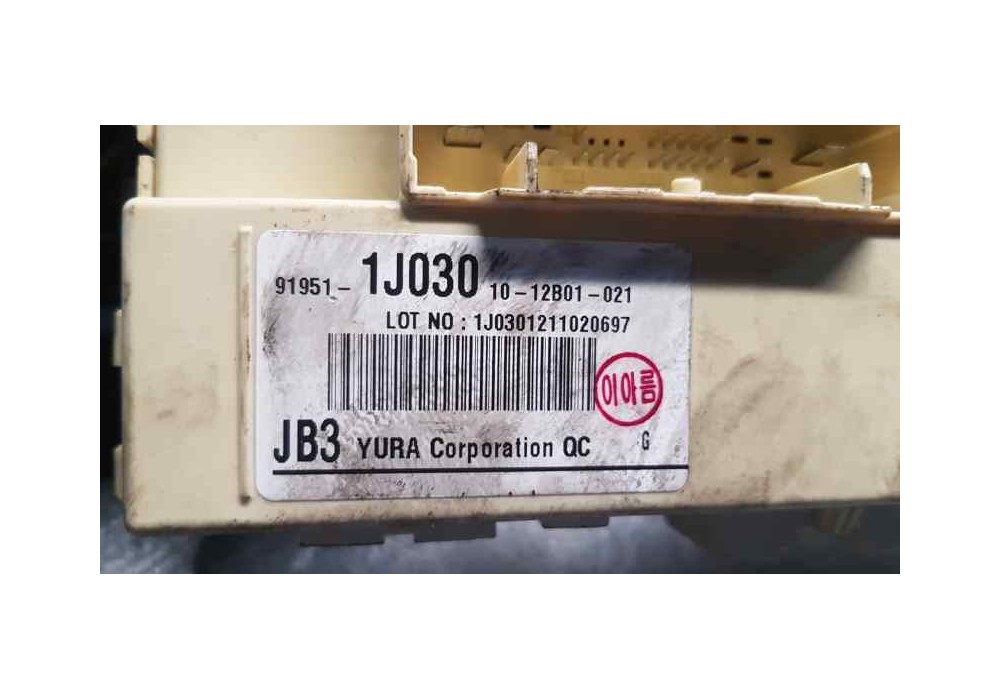 91951- 1J030 10-12B01-021
LOT NO : 1J0301211020697
이아름
JB3 YURA Corporation QC G